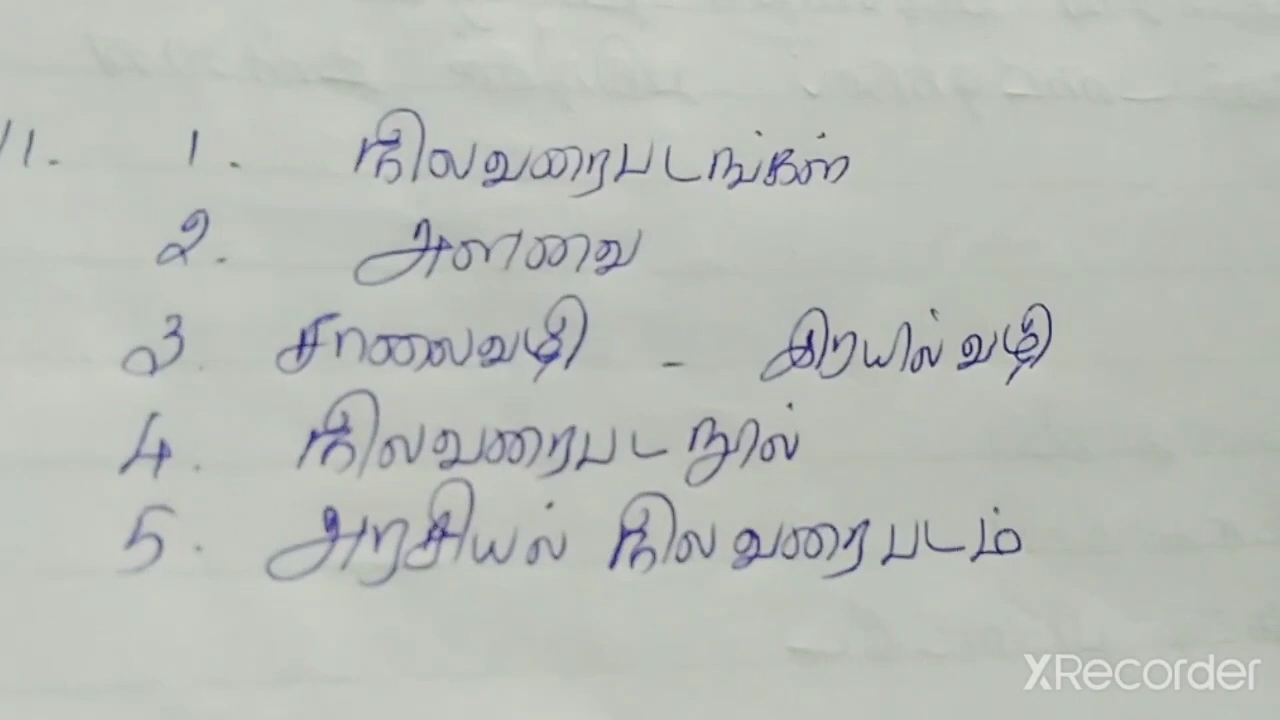 11. 1. நிலவரைபடங்கள்
2. அளவை
3. சாலைவழி - இரயில்வழி
4. நிலவரைபட நூல்
5. அரசியல் நிலவரைபடம்
XRecorder